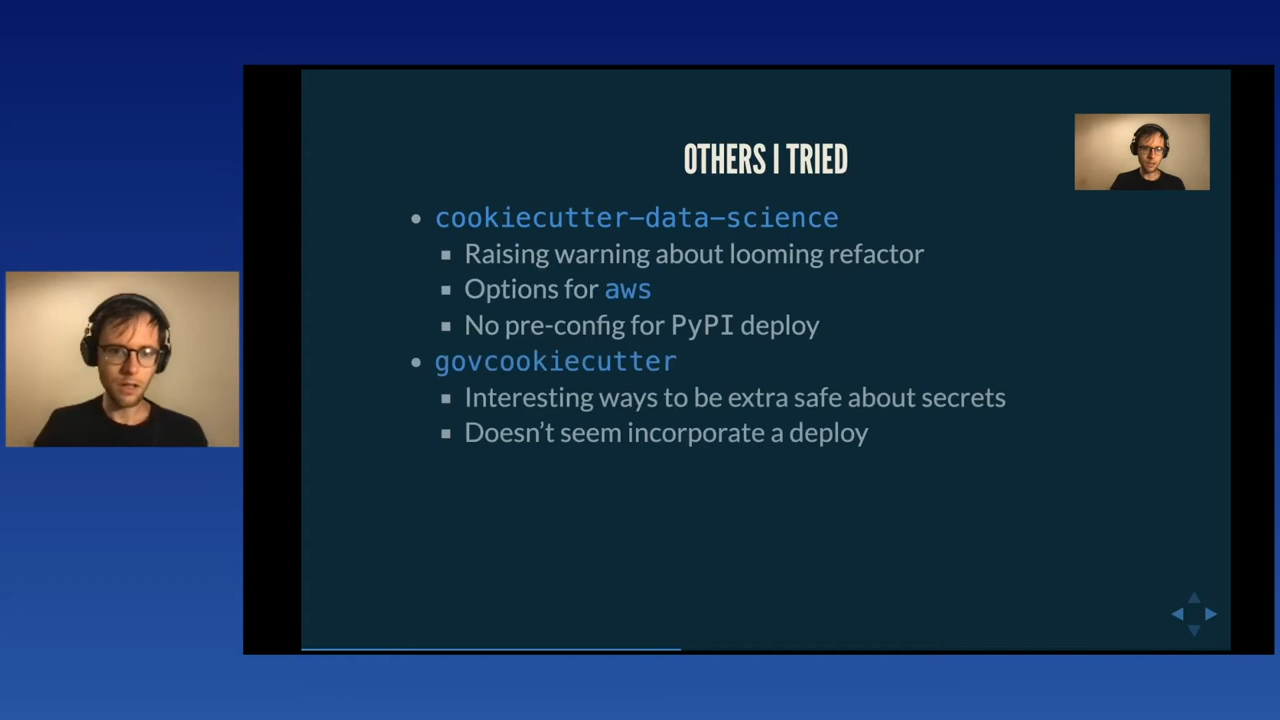 OTHERS I TRIED
cookiecutter-data-science
Raising warning about looming refactor
Options for aws
No pre-config for PyPI deploy
govcookiecutter
Interesting ways to be extra safe about secrets
Doesn't seem incorporate a deploy